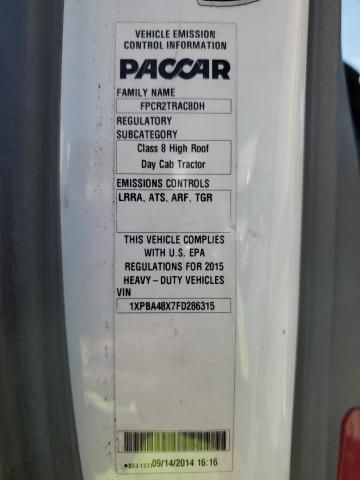 VEHICLE EMISSION
CONTROL INFORMATION
PACCAR
FAMILY NAME
FPCR2TRAC8DH
REGULATORY
SUBCATEGORY
Class 8 High Roof
Day Cab Tractor
EMISSIONS CONTROLS
LRRA, ATS, ARF, TGR
THIS VEHICLE COMPLIES
WITH U.S. EPA
REGULATIONS FOR 2015
HEAVY-DUTY VEHICLES
VIN
1XPBA48X7FD286315
09/14/2014 16:16